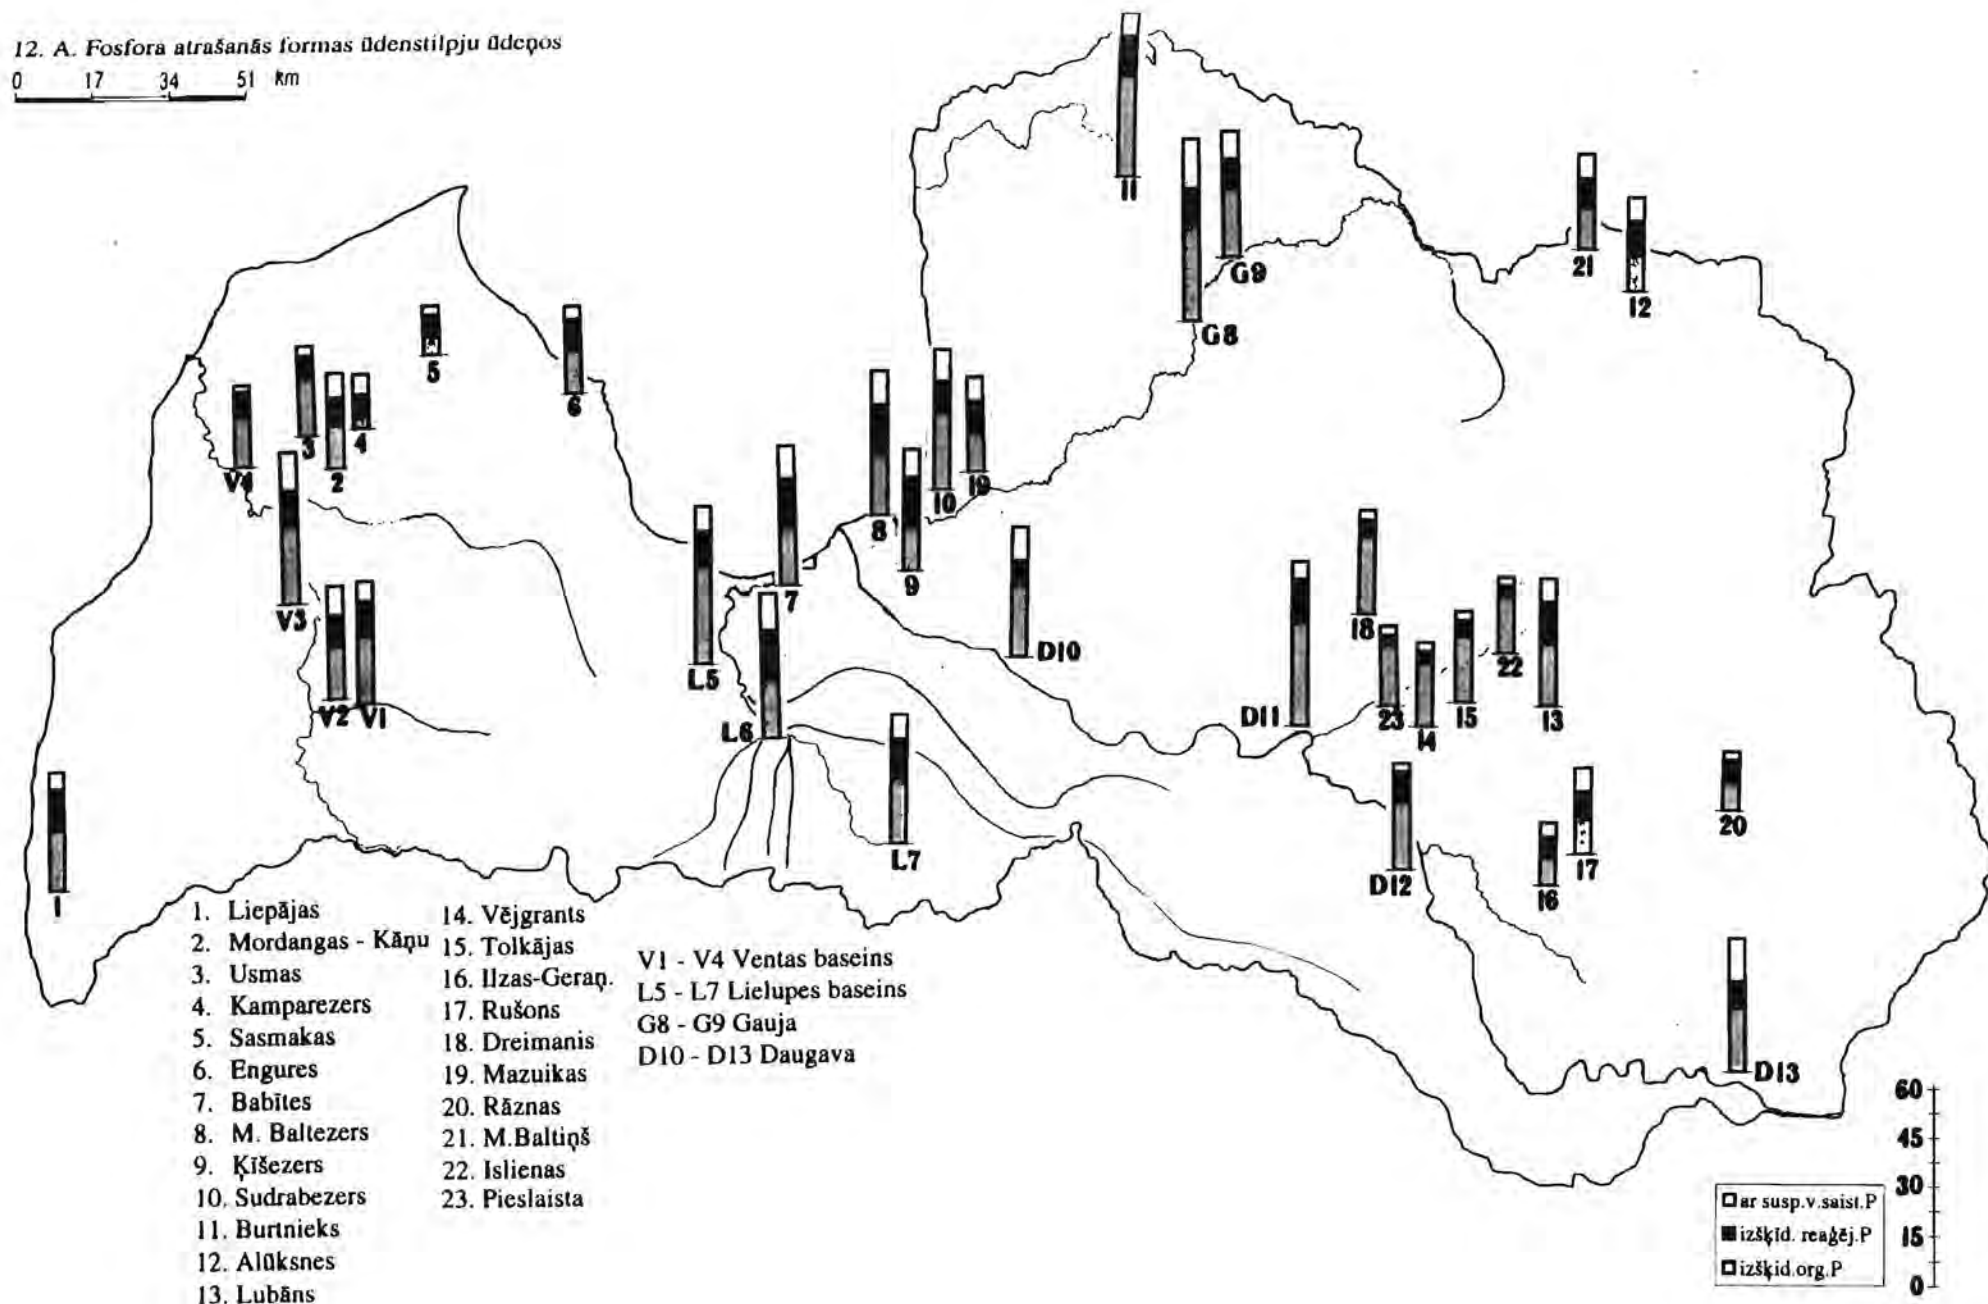 12. A. Fosfora atrašanās formas ūdenstilpju ūdeņos
0 17 34 51 km
11
G9
G8
21
12
5
6
3
4
2
V4
10
19
8
9
7
V3
L5
D10
V2
V1
L6
L7
18
22
D11
23
14
15
13
20
17
D12
16
1
D13
1. Liepājas
2. Mordangas - Kāņu
3. Usmas
4. Kamparezers
5. Sasmakas
6. Engures
7. Babītes
8. M. Baltezers
9. Ķīšezers
10. Sudrabezers
11. Burtnieks
12. Alūksnes
13. Lubāns
14. Vējgrants
15. Tolkājas
16. Ilzas-Geraņ.
17. Rušons
18. Dreimanis
19. Mazuikas
20. Rāznas
21. M.Baltiņš
22. Islienas
23. Pieslaista
V1 - V4 Ventas baseins
L5 - L7 Lielupes baseins
G8 - G9 Gauja
D10 - D13 Daugava
ar susp.v.saist.P
izšķīd. reaģēj.P
izšķid.org.P
60
45
30
15
0